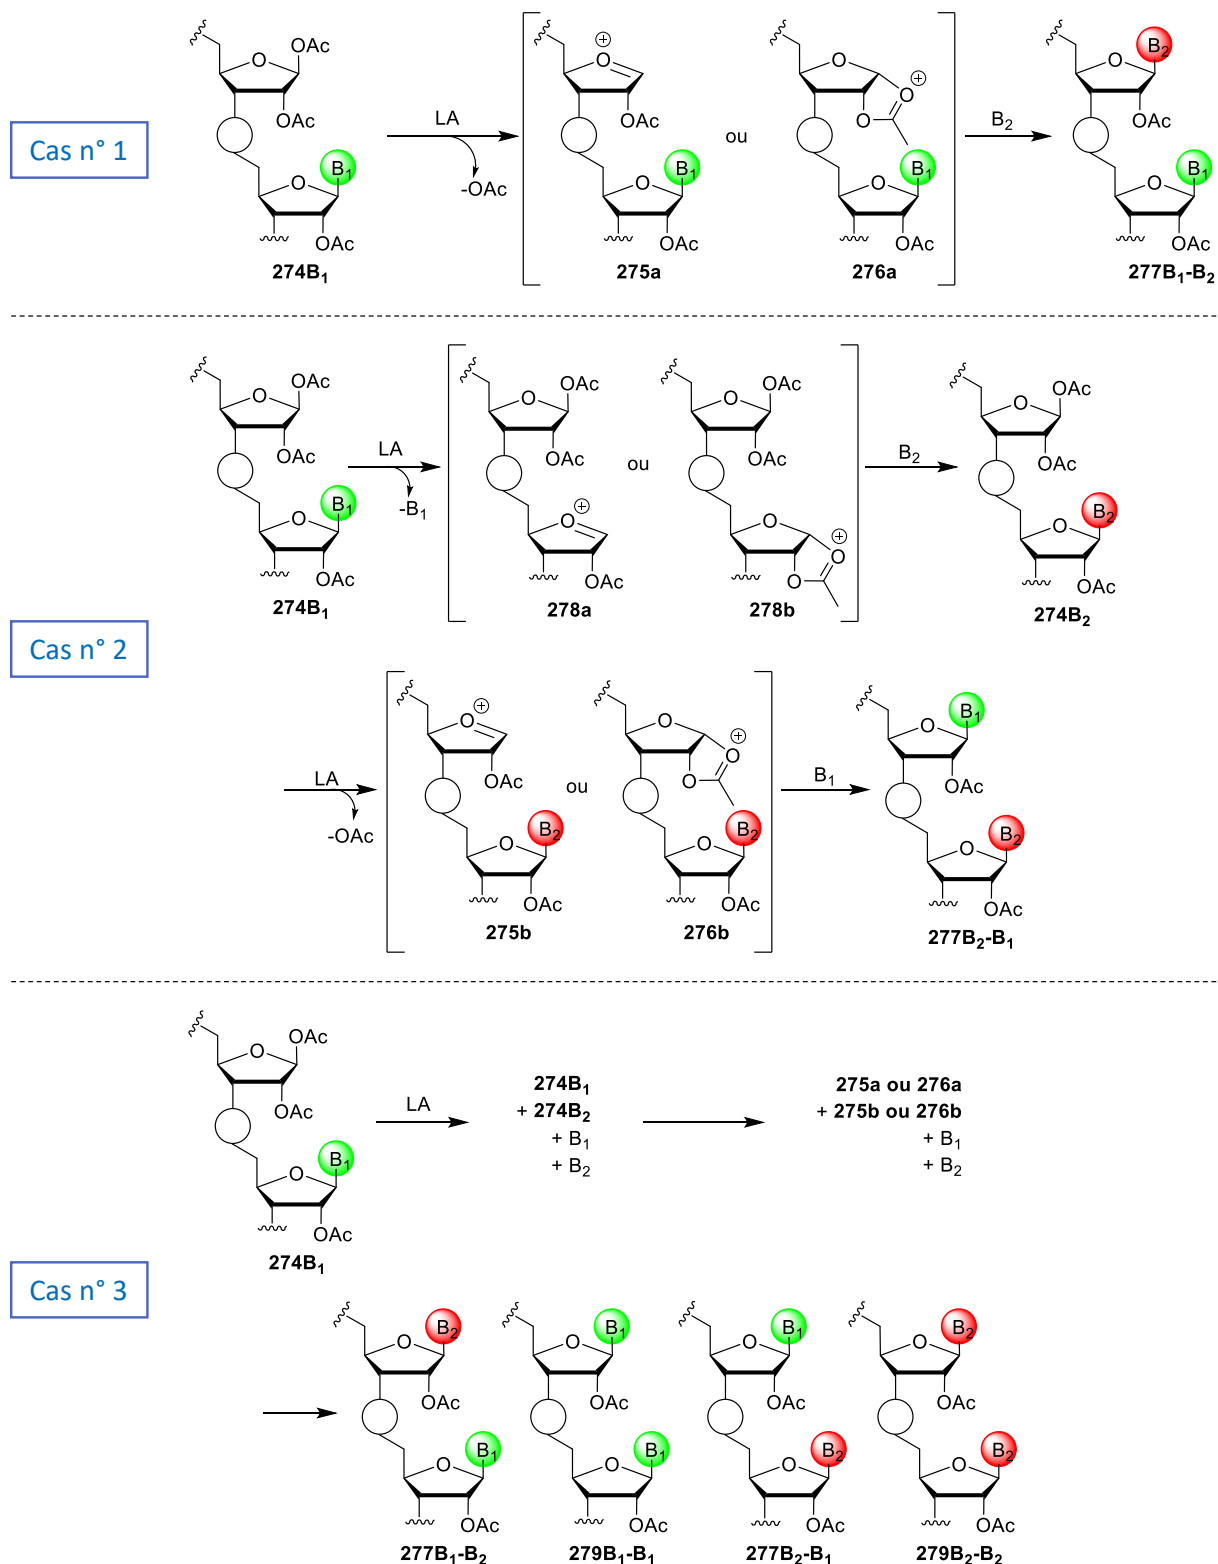 Cas n° 1
O
OAc
OAc
B1
O
OAc
274B1
LA
-OAc
O
+
OAc
B1
O
OAc
275a
ou
O
O
+
O
B1
O
OAc
276a
B2
B2
O
OAc
B1
O
OAc
277B1-B2
Cas n° 2
OAc
O
OAc
B1
O
OAc
274B1
LA
-B1
OAc
O
OAc
O
+
OAc
278a
ou
OAc
O
OAc
O
O
+
O
278b
B2
OAc
O
OAc
B2
O
OAc
274B2
LA
-OAc
O
+
OAc
B2
O
OAc
275b
ou
O
O
+
O
B2
O
OAc
276b
B1
B1
O
OAc
B2
O
OAc
277B2-B1
Cas n° 3
OAc
O
OAc
B1
O
OAc
274B1
LA
274B1
+ 274B2
+ B1
+ B2
275a ou 276a
+ 275b ou 276b
+ B1
+ B2
B2
O
OAc
B1
O
OAc
277B1-B2
B1
O
OAc
B1
O
OAc
279B1-B1
B1
O
OAc
B2
O
OAc
277B2-B1
B2
O
OAc
B2
O
OAc
279B2-B2